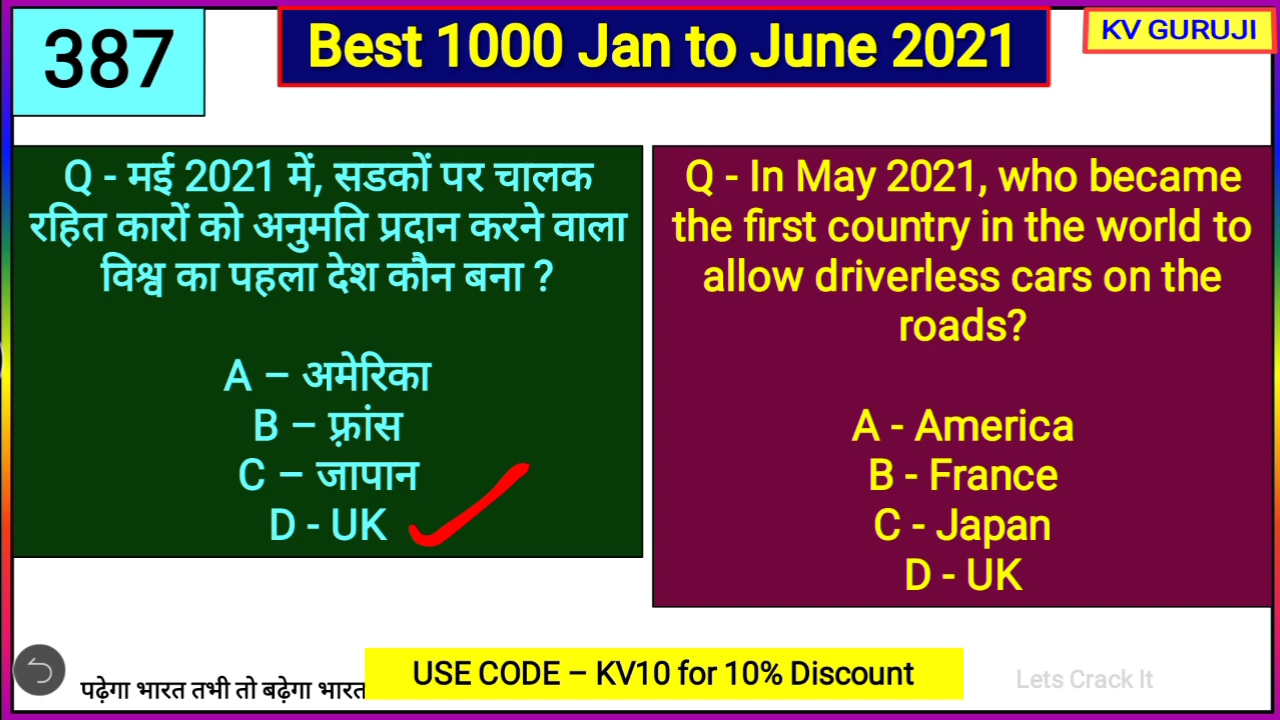 387
Best 1000 Jan to June 2021
KV GURUJI
Q - मई 2021 में, सडकों पर चालक
रहित कारों को अनुमति प्रदान करने वाला
विश्व का पहला देश कौन बना ?
A – अमेरिका
B – फ़्रांस
C – जापान
D - UK
Q - In May 2021, who became
the first country in the world to
allow driverless cars on the
roads?
A - America
B - France
C - Japan
D - UK
पढ़ेगा भारत तभी तो बढ़ेगा भारत
USE CODE – KV10 for 10% Discount
Lets Crack It